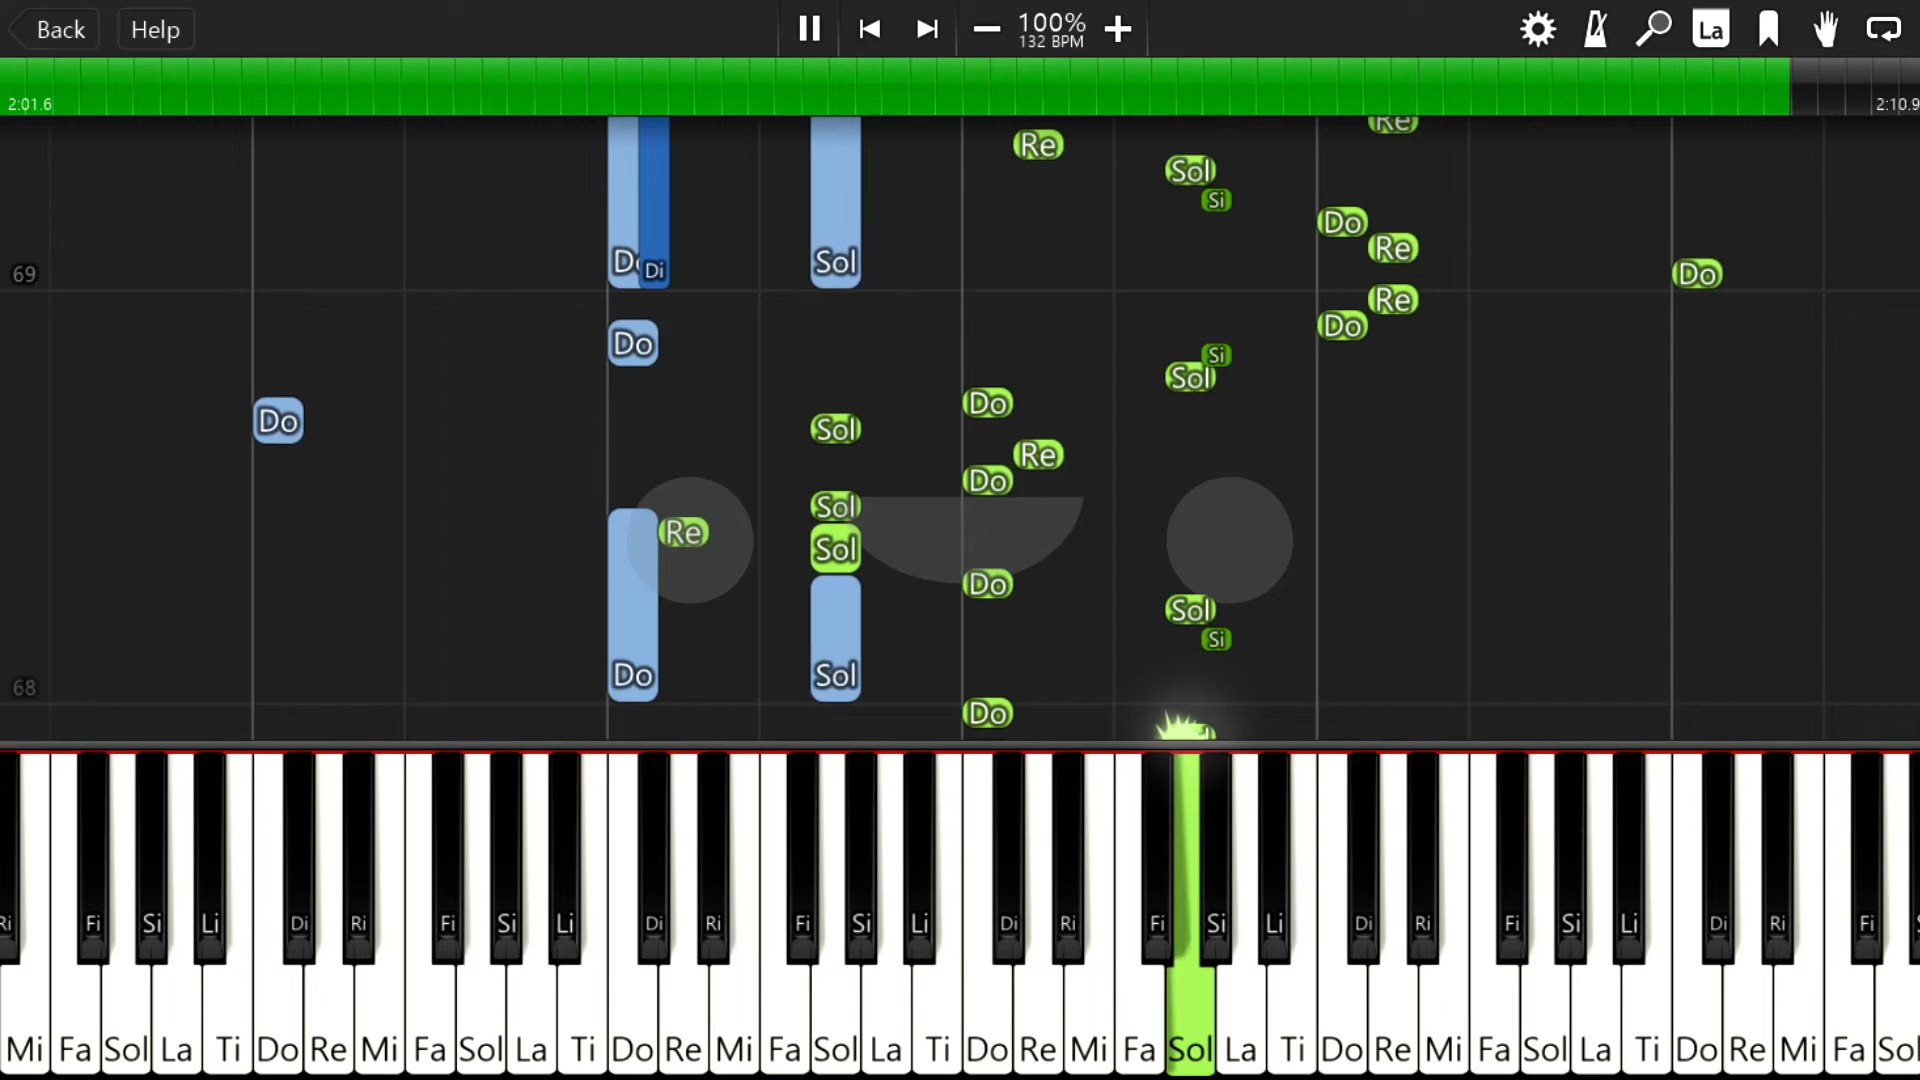 Back Help 100% La
132 BPM
2:01.6 2:10.9
Re Re
Sol
Si
Do
Re
Do Di Sol
69 Do
Re
Do
Do
Si
Sol
Do
Do
Sol
Re
Do
Sol
Re
Sol
Do
Sol
Si
Do Sol
68
Do
Ri Fi Si Li Di Ri Fi Si Li Di Ri Fi Si Li Di Ri Fi Si Li Di Ri Fi Si Li Di Ri Fi
Mi Fa Sol La Ti Do Re Mi Fa Sol La Ti Do Re Mi Fa Sol La Ti Do Re Mi Fa Sol La Ti Do Re Mi Fa Sol La Ti Do Re Mi Fa Sol